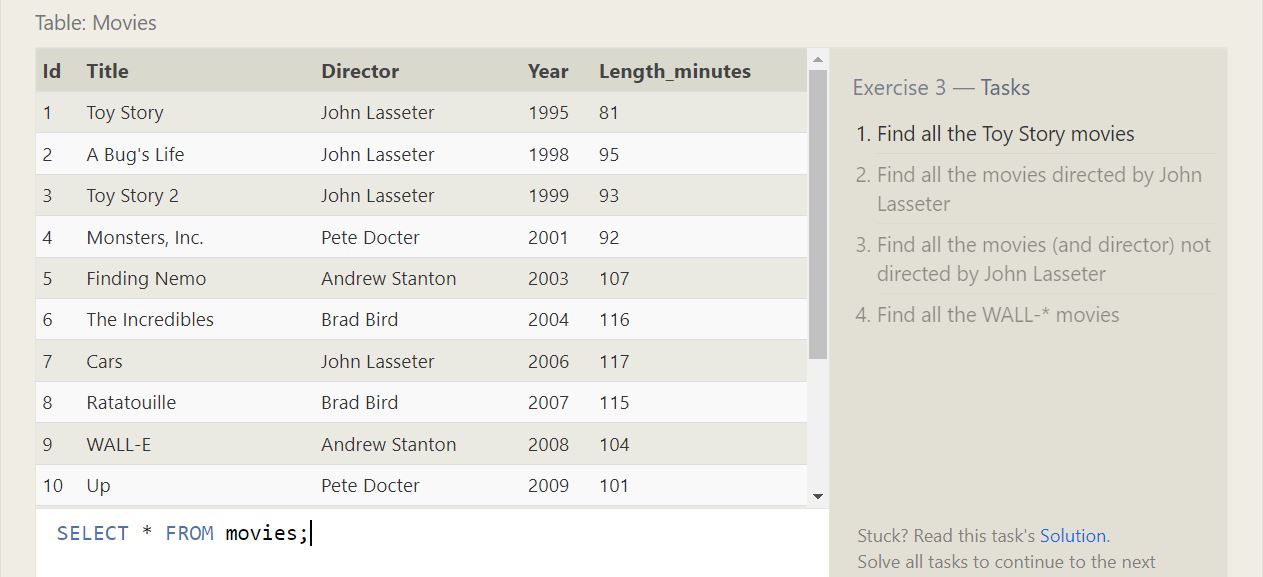 Table: Movies
Id Title Director Year Length_minutes
1 Toy Story John Lasseter 1995 81
2 A Bug's Life John Lasseter 1998 95
3 Toy Story 2 John Lasseter 1999 93
4 Monsters, Inc. Pete Docter 2001 92
5 Finding Nemo Andrew Stanton 2003 107
6 The Incredibles Brad Bird 2004 116
7 Cars John Lasseter 2006 117
8 Ratatouille Brad Bird 2007 115
9 WALL-E Andrew Stanton 2008 104
10 Up Pete Docter 2009 101
SELECT * FROM movies;
Exercise 3 — Tasks
1. Find all the Toy Story movies
2. Find all the movies directed by John
Lasseter
3. Find all the movies (and director) not
directed by John Lasseter
4. Find all the WALL-* movies
Stuck? Read this task's Solution.
Solve all tasks to continue to the next